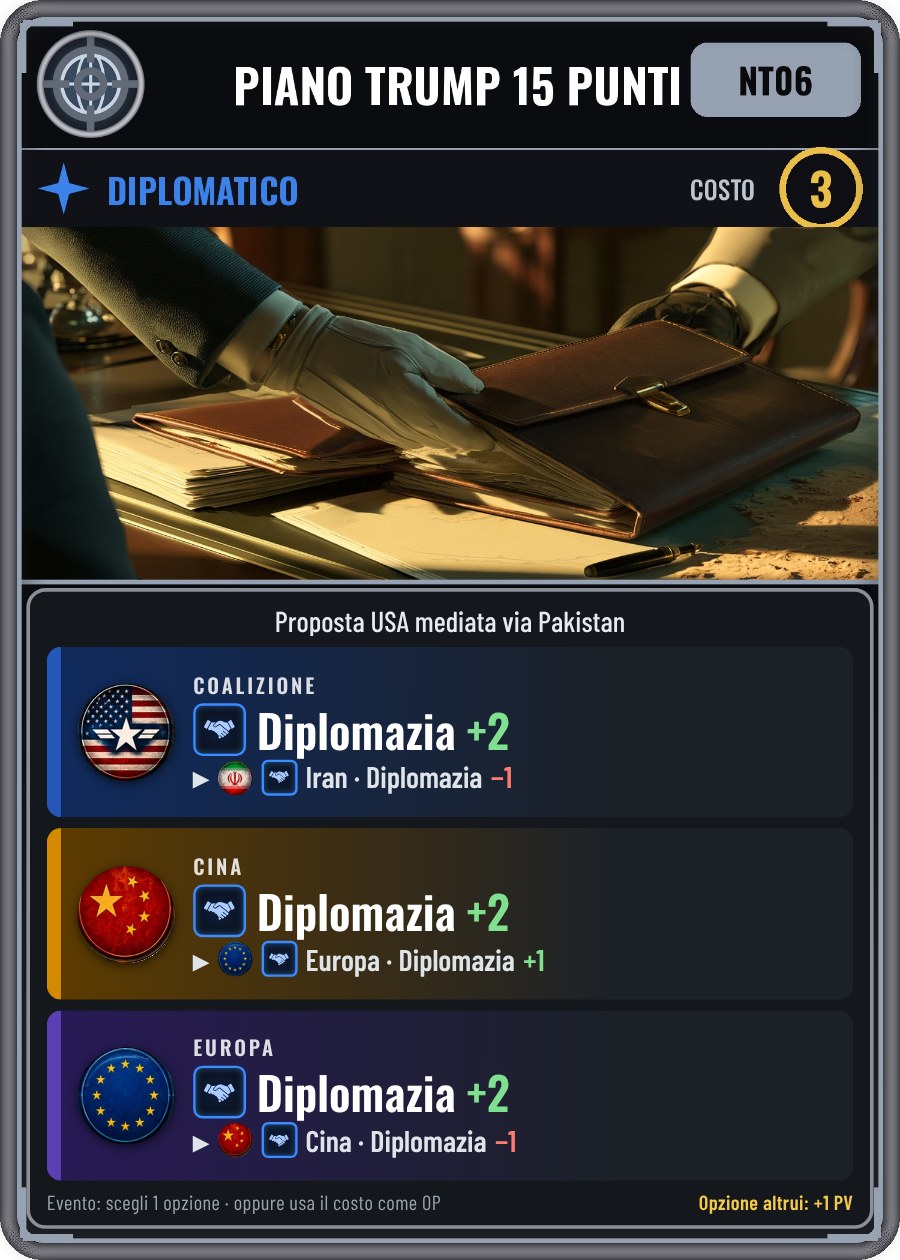 PIANO TRUMP 15 PUNTI NT06
DIPLOMATICO COSTO 3
Proposta USA mediata via Pakistan
COALIZIONE
Diplomazia +2
▶ Iran · Diplomazia −1
CINA
Diplomazia +2
▶ Europa · Diplomazia +1
EUROPA
Diplomazia +2
▶ Cina · Diplomazia −1
Evento: scegli 1 opzione · oppure usa il costo come OP Opzione altrui: +1 PV